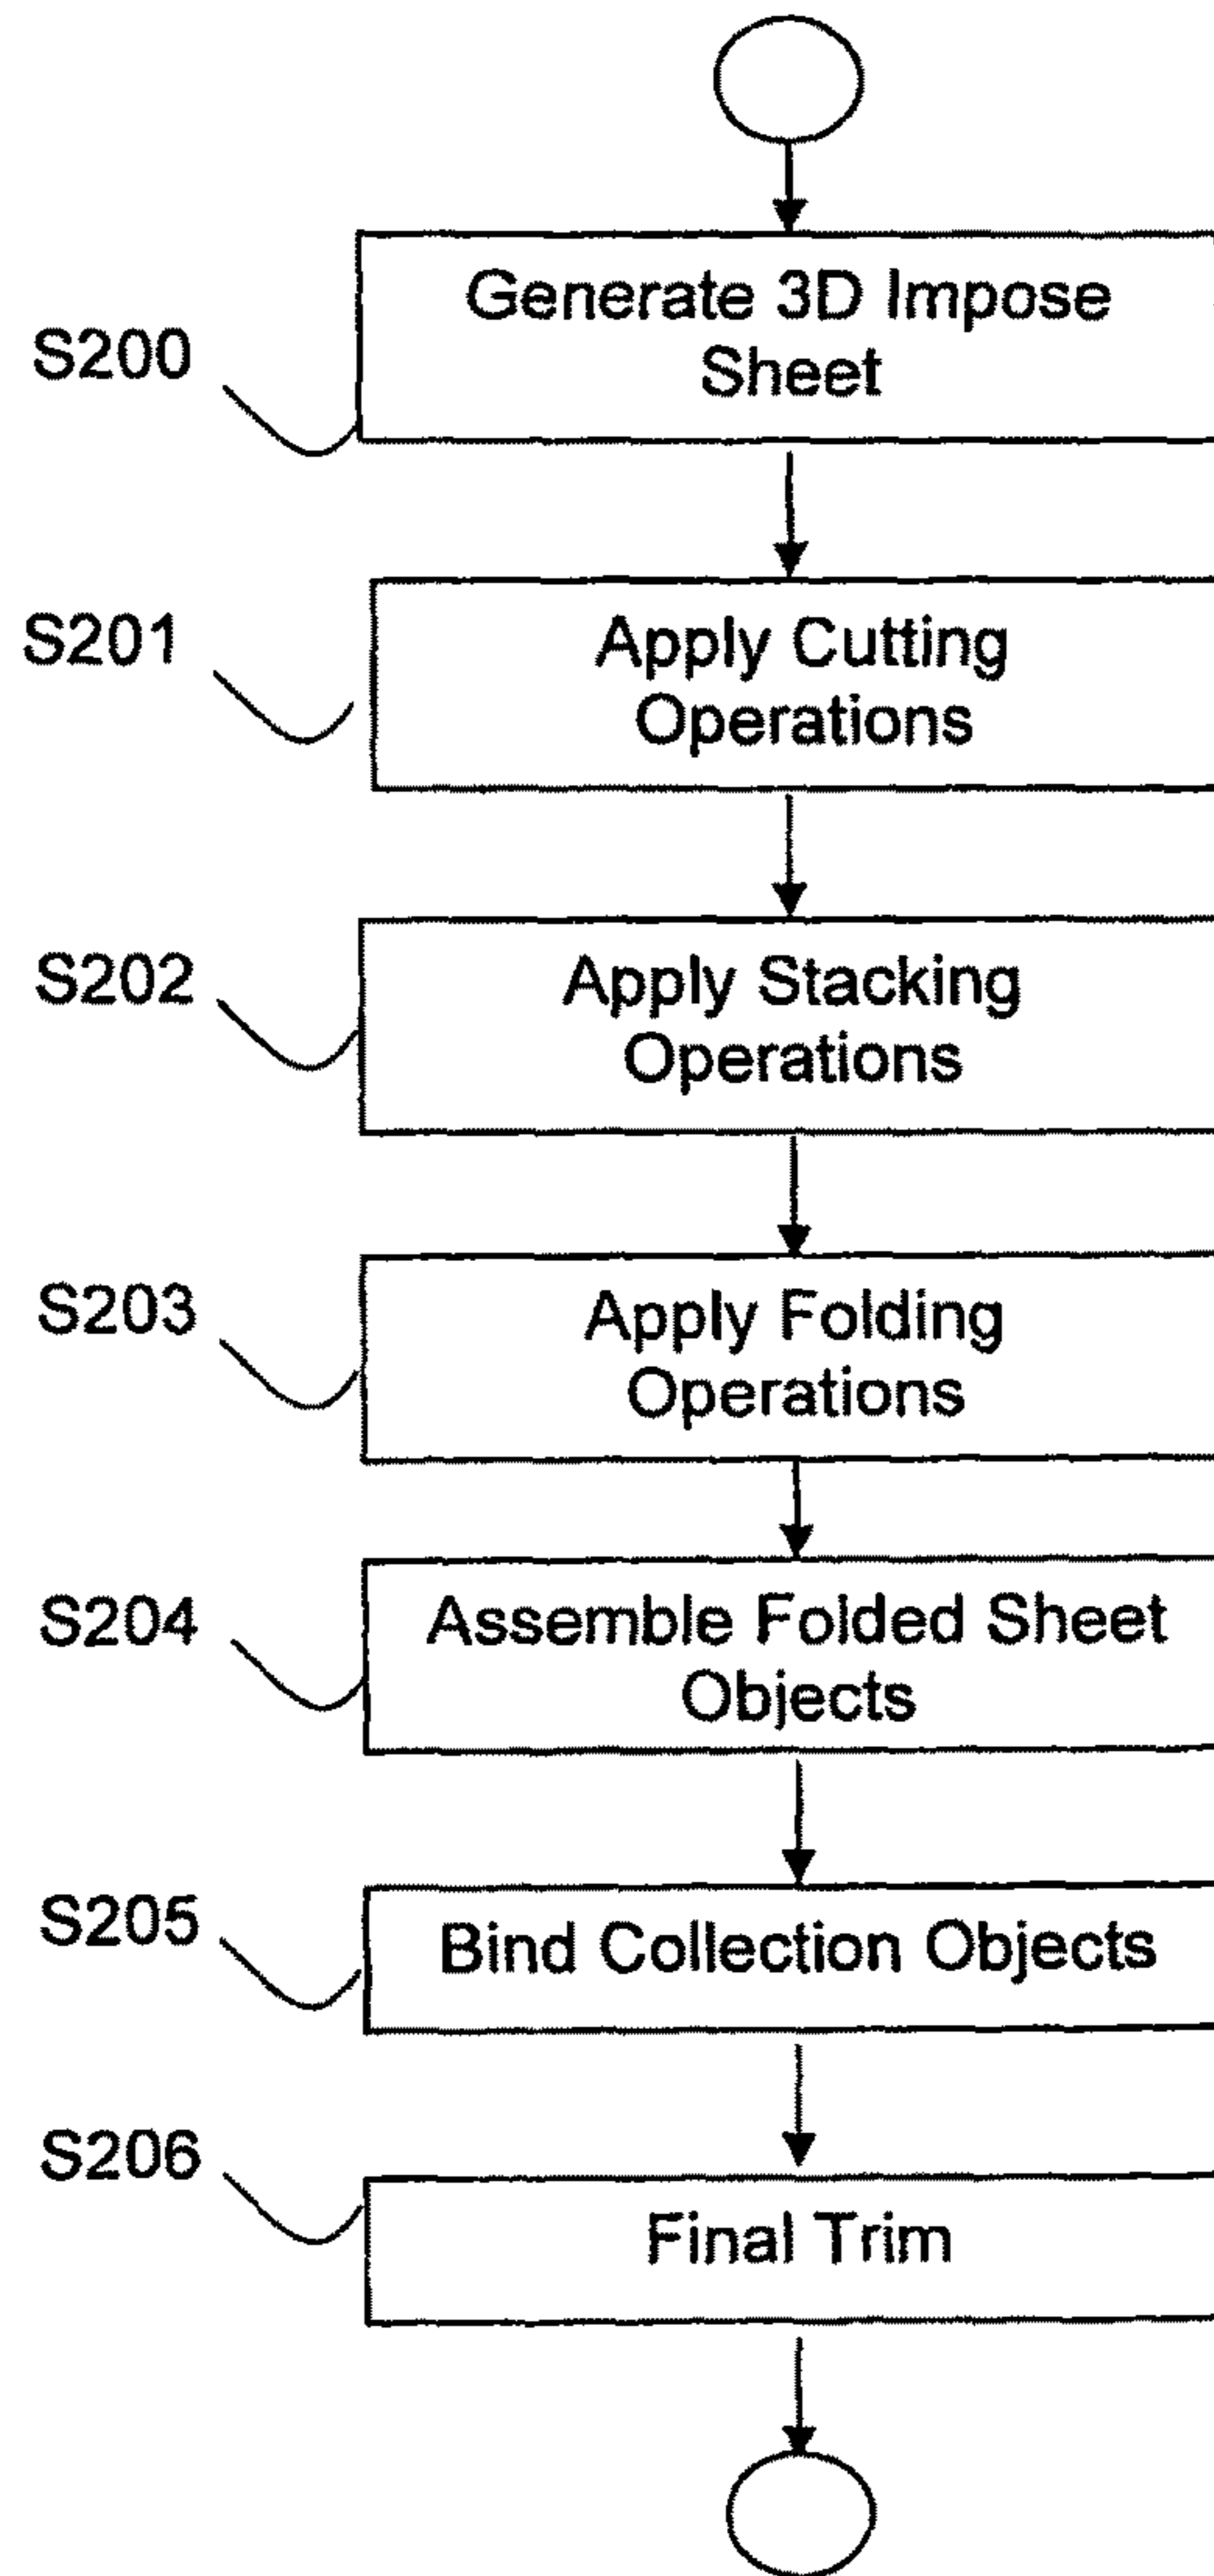 Generate 3D Impose
Sheet
S200
Apply Cutting
Operations
S201
Apply Stacking
Operations
S202
Apply Folding
Operations
S203
Assemble Folded Sheet
Objects
S204
Bind Collection Objects
S205
Final Trim
S206